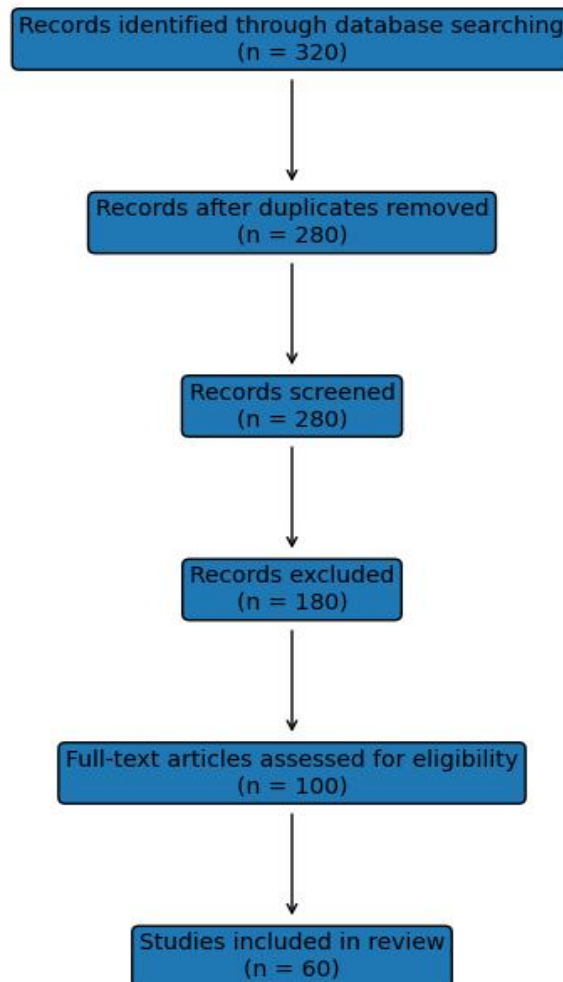 Records identified through database searching
(n = 320)
Records after duplicates removed
(n = 280)
Records screened
(n = 280)
Records excluded
(n = 180)
Full-text articles assessed for eligibility
(n = 100)
Studies included in review
(n = 60)